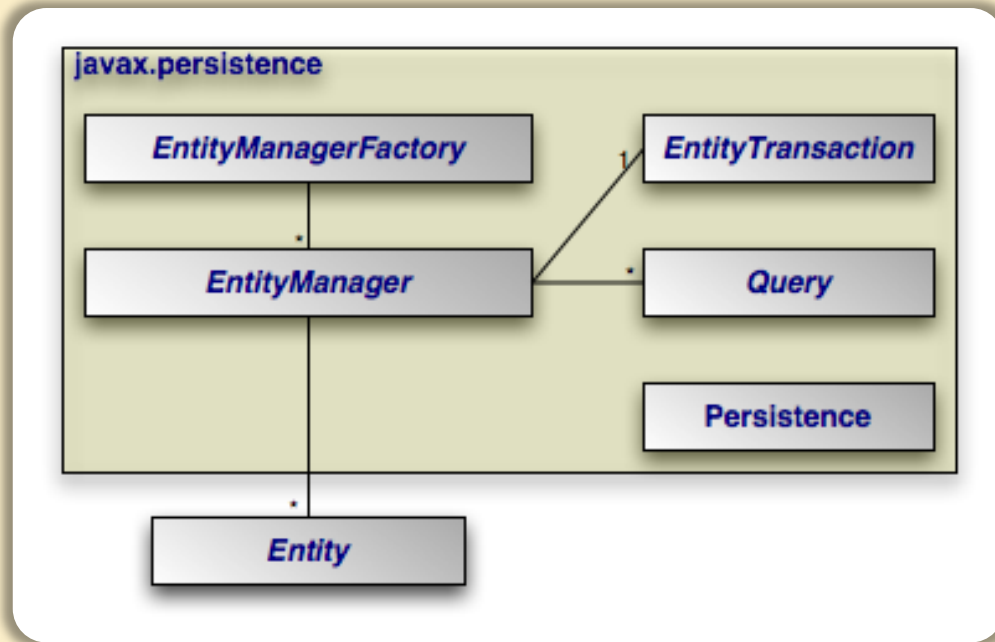 javax.persistence
EntityManagerFactory
EntityTransaction
1
*
EntityManager
*
Query
Persistence
*
Entity